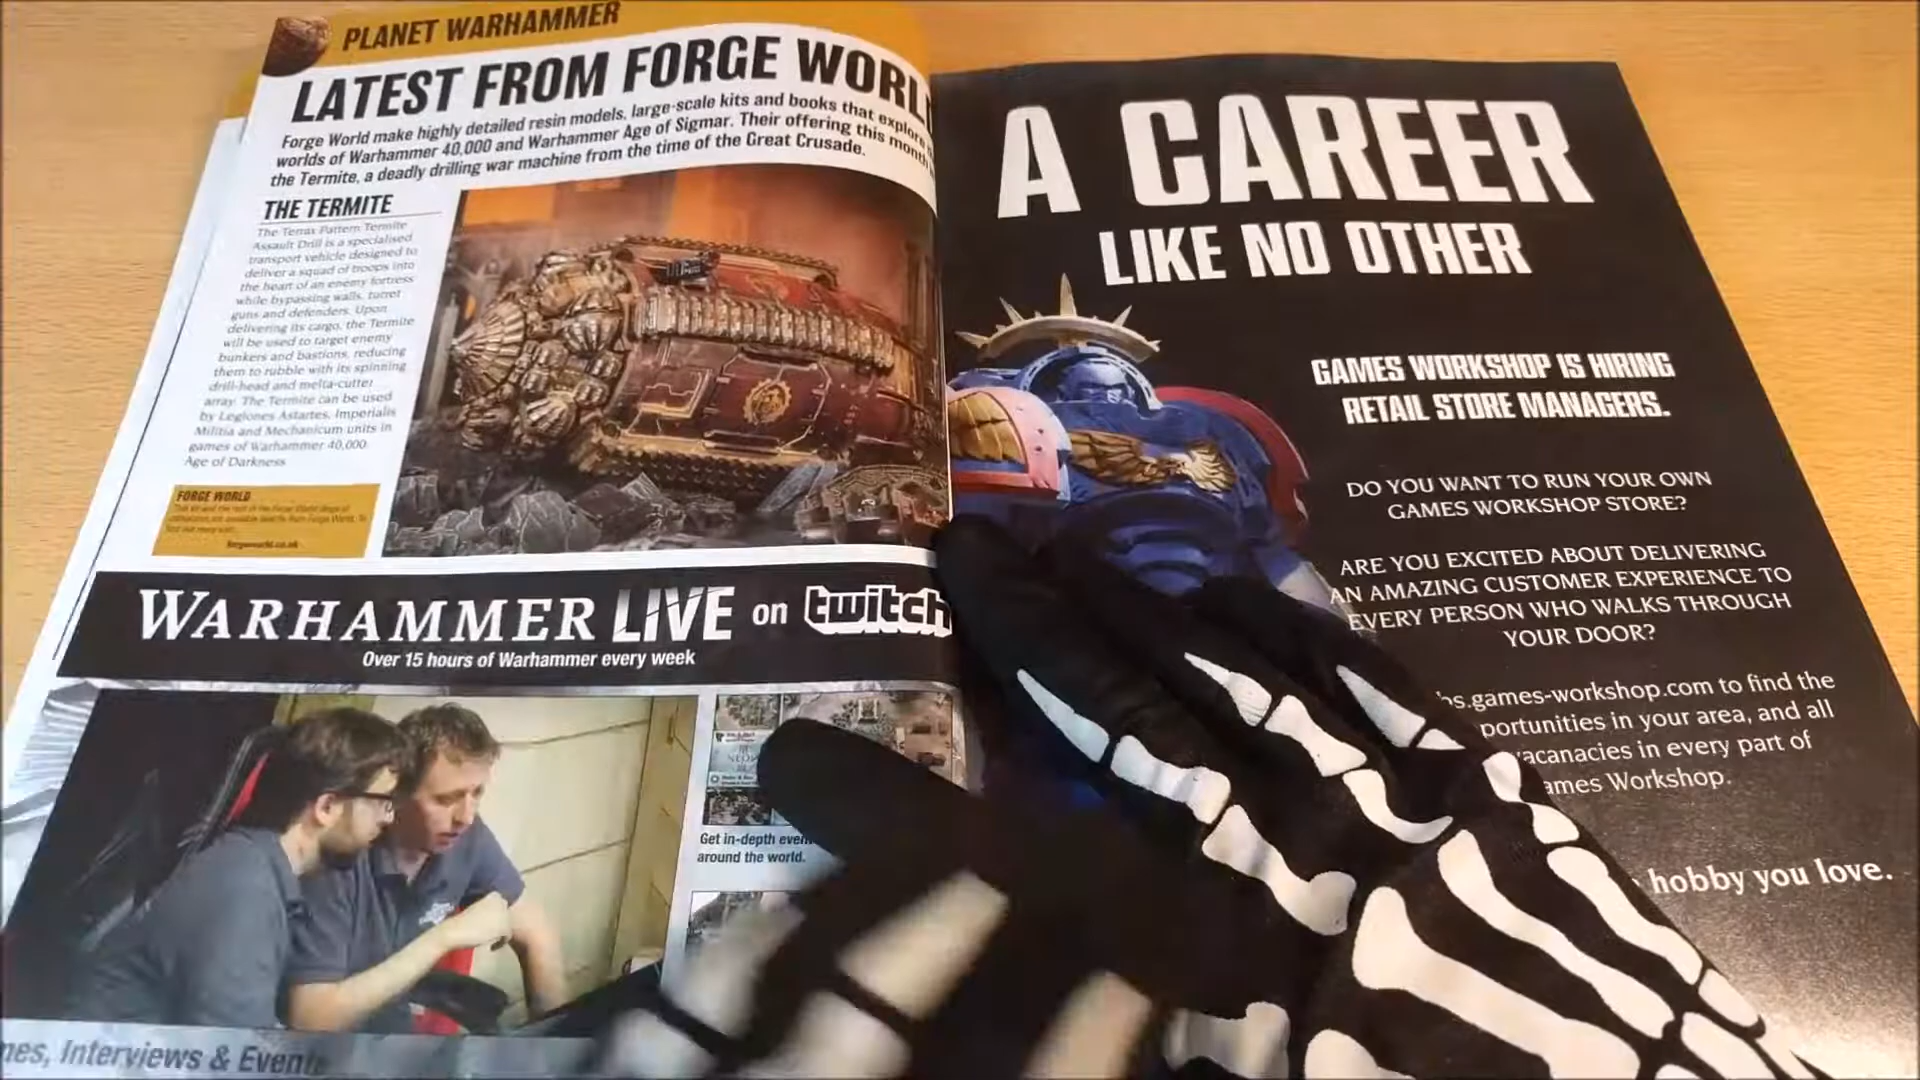 PLANET WARHAMMER
LATEST FROM FORGE WORL
Forge World make highly detailed resin models, large-scale kits and books that explore
worlds of Warhammer 40,000 and Warhammer Age of Sigmar. Their offering this month
the Termite, a deadly drilling war machine from the time of the Great Crusade.
THE TERMITE
The Terrax Pattern Termite
Assault Drill is a specialised
transport vehicle designed to
deliver a squad of troops into
the heart of an enemy fortress
while bypassing walls, turret
guns and defenders. Upon
delivering its cargo, the Termite
will be used to target enemy
bunkers and bastions, reducing
them to rubble with its spinning
drill-head and melta-cutter
array. The Termite can be used
by Legiones Astartes, Imperialis
Militia and Mechanicum units in
games of Warhammer 40,000
Age of Darkness
FORGE WORLD
forgeworld.co.uk
WARHAMMER LIVE on twitch
Over 15 hours of Warhammer every week
Get in-depth even
around the world.
mes, Interviews & Events
A CAREER
LIKE NO OTHER
GAMES WORKSHOP IS HIRING
RETAIL STORE MANAGERS.
DO YOU WANT TO RUN YOUR OWN
GAMES WORKSHOP STORE?
ARE YOU EXCITED ABOUT DELIVERING
AN AMAZING CUSTOMER EXPERIENCE TO
EVERY PERSON WHO WALKS THROUGH
YOUR DOOR?
bs.games-workshop.com to find the
portunities in your area, and all
vacanacies in every part of
ames Workshop.
hobby you love.